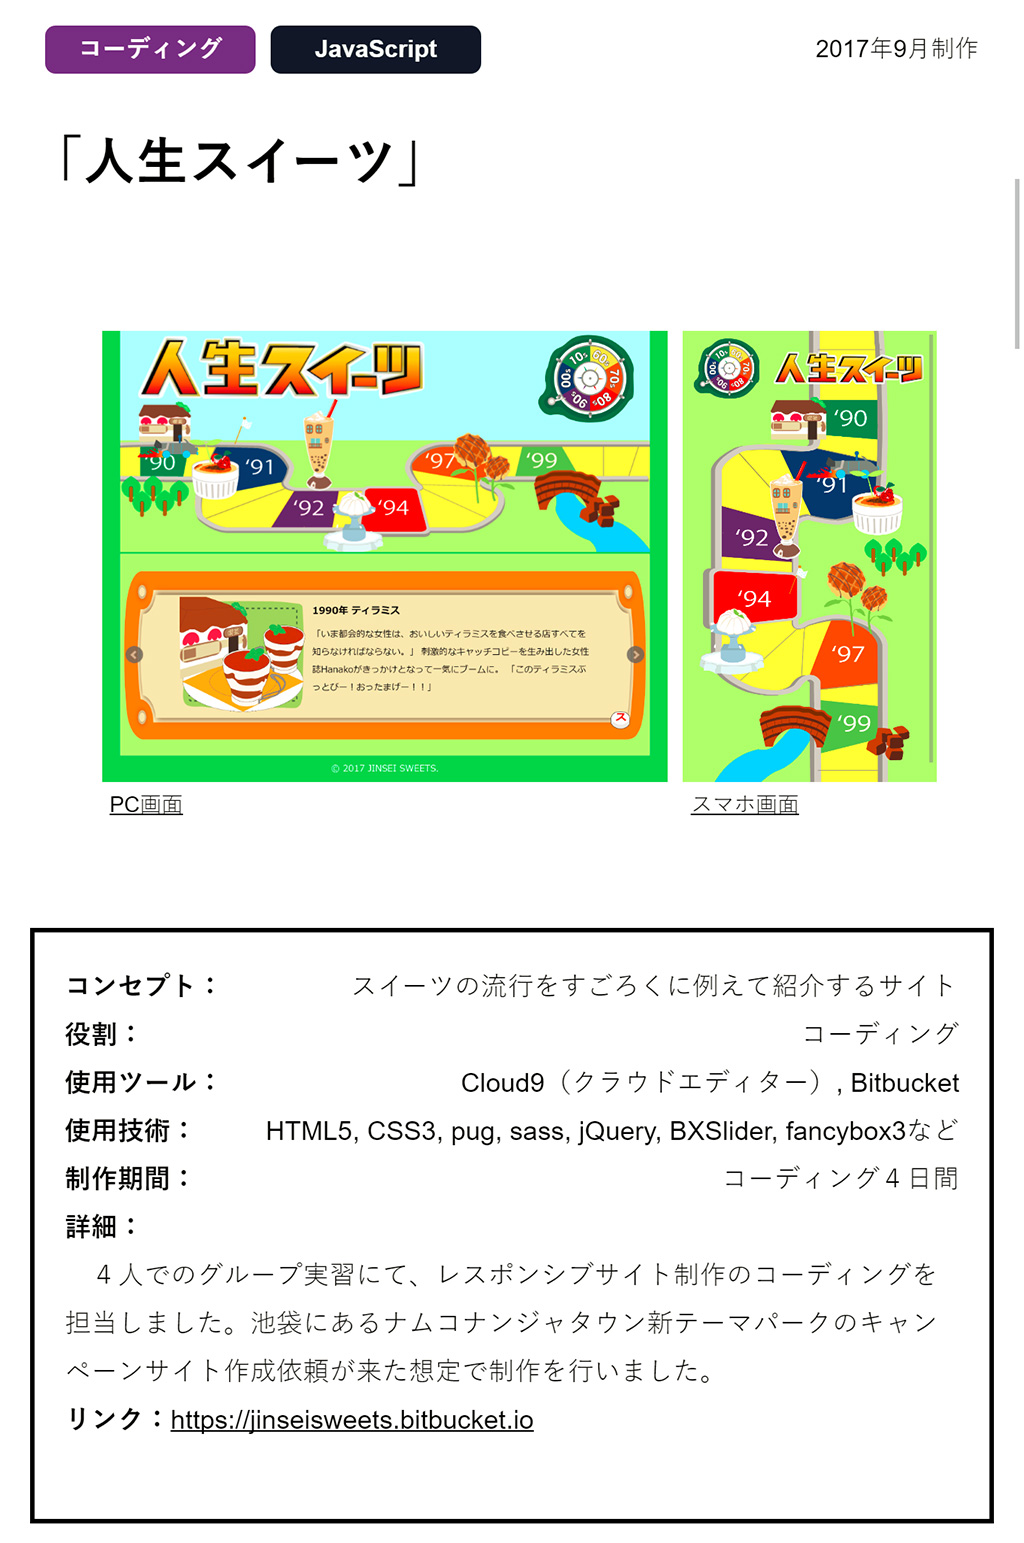 コーディング
JavaScript
2017年9月制作
「人生スイーツ」
人生スイーツ
10s 60s 70s 80s 90s 00s
'90
'91
'92
'94
'97
'99
1990年 ティラミス
「いま都会的な女性は、おいしいティラミスを食べさせる店すべてを
知らなければならない。」 刺激的なキャッチコピーを生み出した女性
誌Hanakoがきっかけとなって一気にブームに。 「このティラミスぶ
っとびー！おったまげー！！」
ス
© 2017 JINSEI SWEETS.
人生スイーツ
10s 60s 70s 80s 90s 00s
'90
'91
'92
'94
'97
'99
PC画面
スマホ画面
コンセプト： スイーツの流行をすごろくに例えて紹介するサイト
役割： コーディング
使用ツール： Cloud9（クラウドエディター）, Bitbucket
使用技術： HTML5, CSS3, pug, sass, jQuery, BXSlider, fancybox3など
制作期間： コーディング４日間
詳細：
４人でのグループ実習にて、レスポンシブサイト制作のコーディングを
担当しました。池袋にあるナムコナンジャタウン新テーマパークのキャン
ペーンサイト作成依頼が来た想定で制作を行いました。
リンク：https://jinseisweets.bitbucket.io